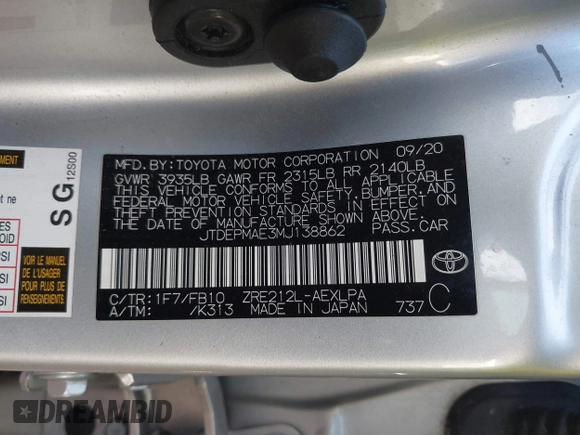 MFD. BY: TOYOTA MOTOR CORPORATION 09/20
GVWR 3935LB GAWR FR 2315LB RR 2140LB
THIS VEHICLE CONFORMS TO ALL APPLICABLE
FEDERAL MOTOR VEHICLE SAFETY, BUMPER, AND
THEFT PREVENTION STANDARDS IN EFFECT ON
THE DATE OF MANUFACTURE SHOWN ABOVE.
JTDEPMAE3MJ138862 PASS. CAR
C/TR: 1F7/FB10 ZRE212L-AEXLPA
A/TM: /K313 MADE IN JAPAN 737 C
SG 12S00
VOIR LE MANUEL
DE L'USAGER
POUR PLUS DE
RENSEIGNEMENTS
DREAMBID